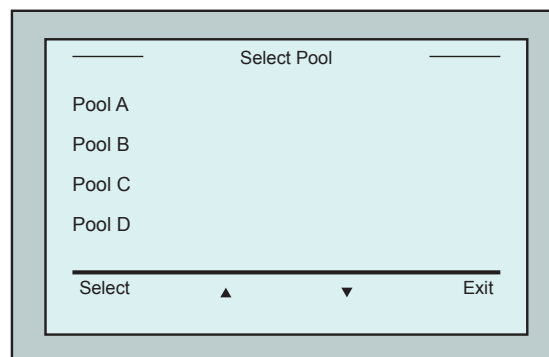 Select Pool
Pool A
Pool B
Pool C
Pool D
Select ▲ ▼ Exit